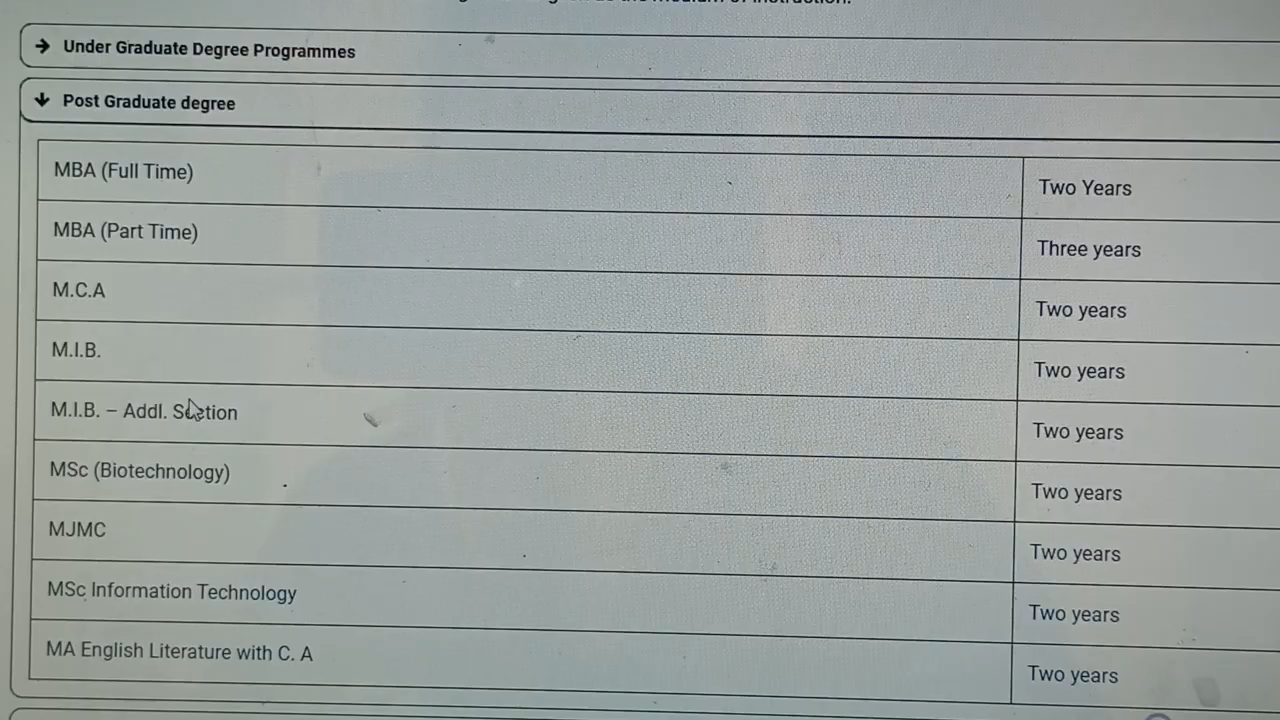 Under Graduate Degree Programmes
Post Graduate degree
MBA (Full Time) Two Years
MBA (Part Time) Three years
M.C.A Two years
M.I.B. Two years
M.I.B. – Addl. Section Two years
MSc (Biotechnology) Two years
MJMC Two years
MSc Information Technology Two years
MA English Literature with C. A Two years